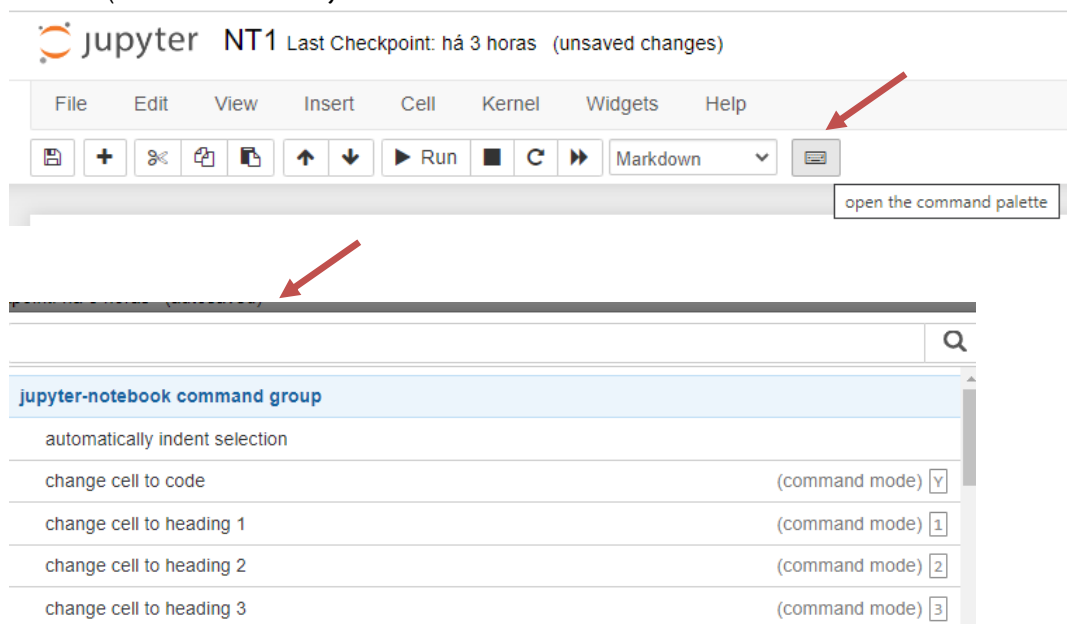 jupyter NT1 Last Checkpoint: há 3 horas (unsaved changes)
File Edit View Insert Cell Kernel Widgets Help
Run Markdown
open the command palette
jupyter-notebook command group
automatically indent selection
change cell to code (command mode) Y
change cell to heading 1 (command mode) 1
change cell to heading 2 (command mode) 2
change cell to heading 3 (command mode) 3